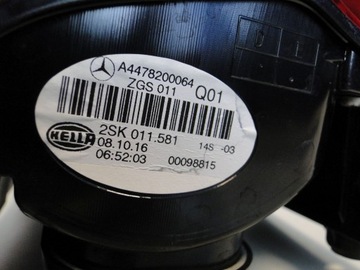 A4478200064
ZGS 011 Q01
HELLA 2SK 011.581 14S -03
08.10.16
06:52:03 00098815